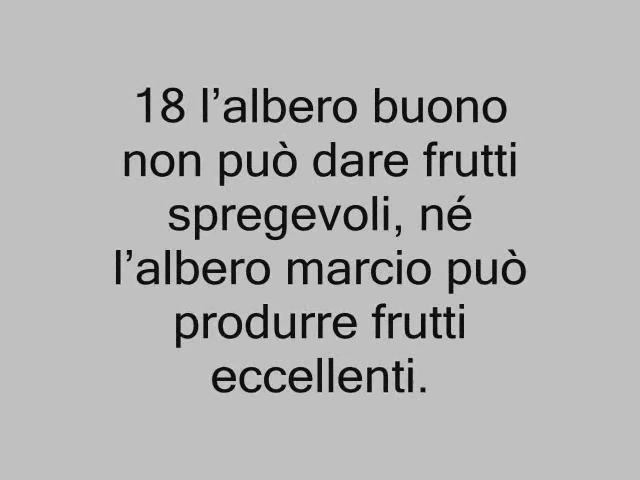 18 l’albero buono
non può dare frutti
spregevoli, né
l’albero marcio può
produrre frutti
eccellenti.